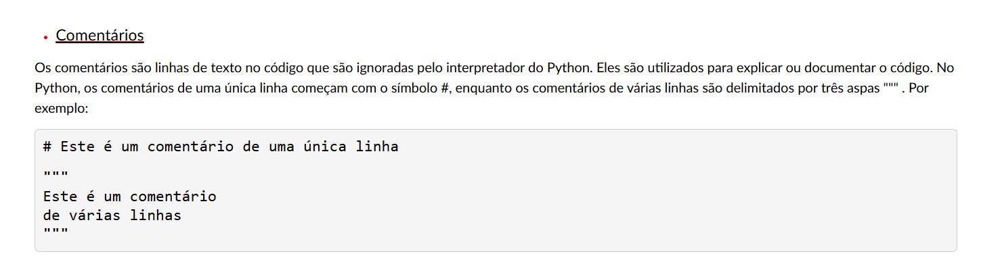 • Comentários
Os comentários são linhas de texto no código que são ignoradas pelo interpretador do Python. Eles são utilizados para explicar ou documentar o código. No
Python, os comentários de uma única linha começam com o símbolo #, enquanto os comentários de várias linhas são delimitados por três aspas """ . Por
exemplo:
# Este é um comentário de uma única linha
"""
Este é um comentário
de várias linhas
"""